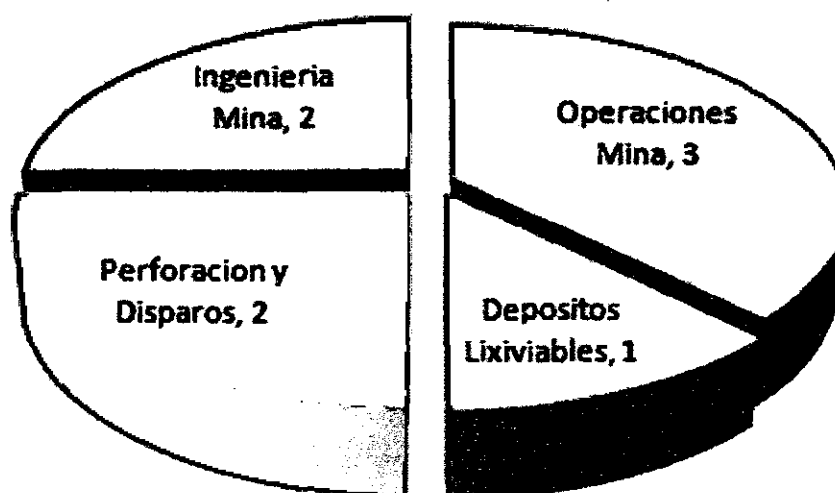 Ingenieria
Mina, 2
Operaciones
Mina, 3
Perforacion y
Disparos, 2
Depositos
Lixiviables, 1